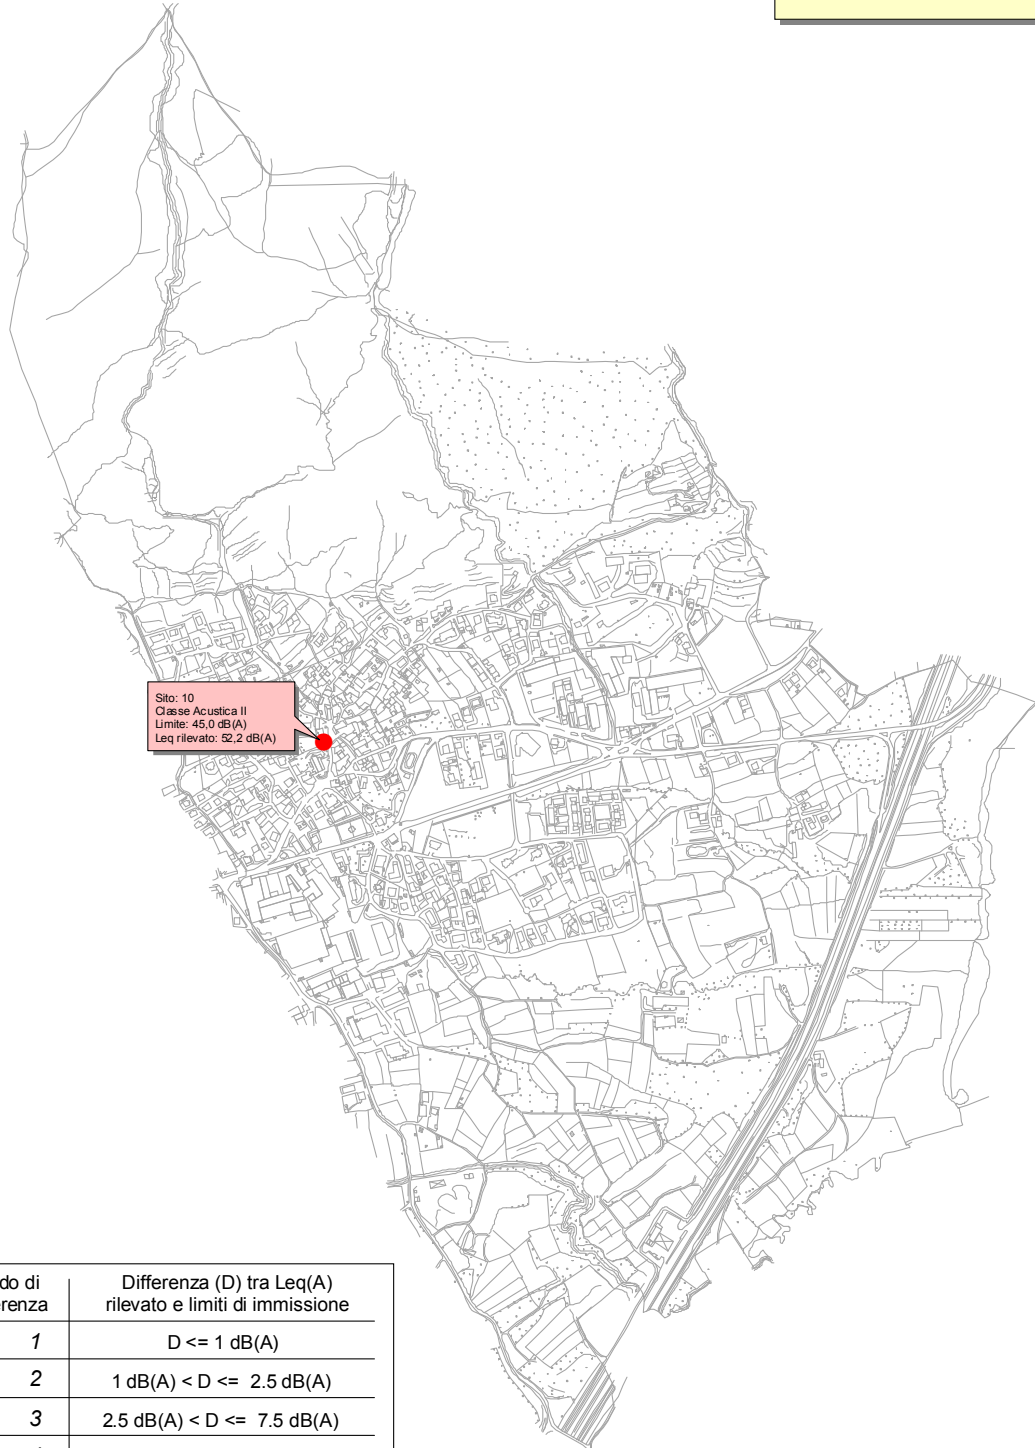 Sito: 10
Classe Acustica II
Limite: 45,0 dB(A)
Leq rilevato: 52,2 dB(A)
do di
erenza
Differenza (D) tra Leq(A)
rilevato e limiti di immissione
1 D <= 1 dB(A)
2 1 dB(A) < D <= 2.5 dB(A)
3 2.5 dB(A) < D <= 7.5 dB(A)